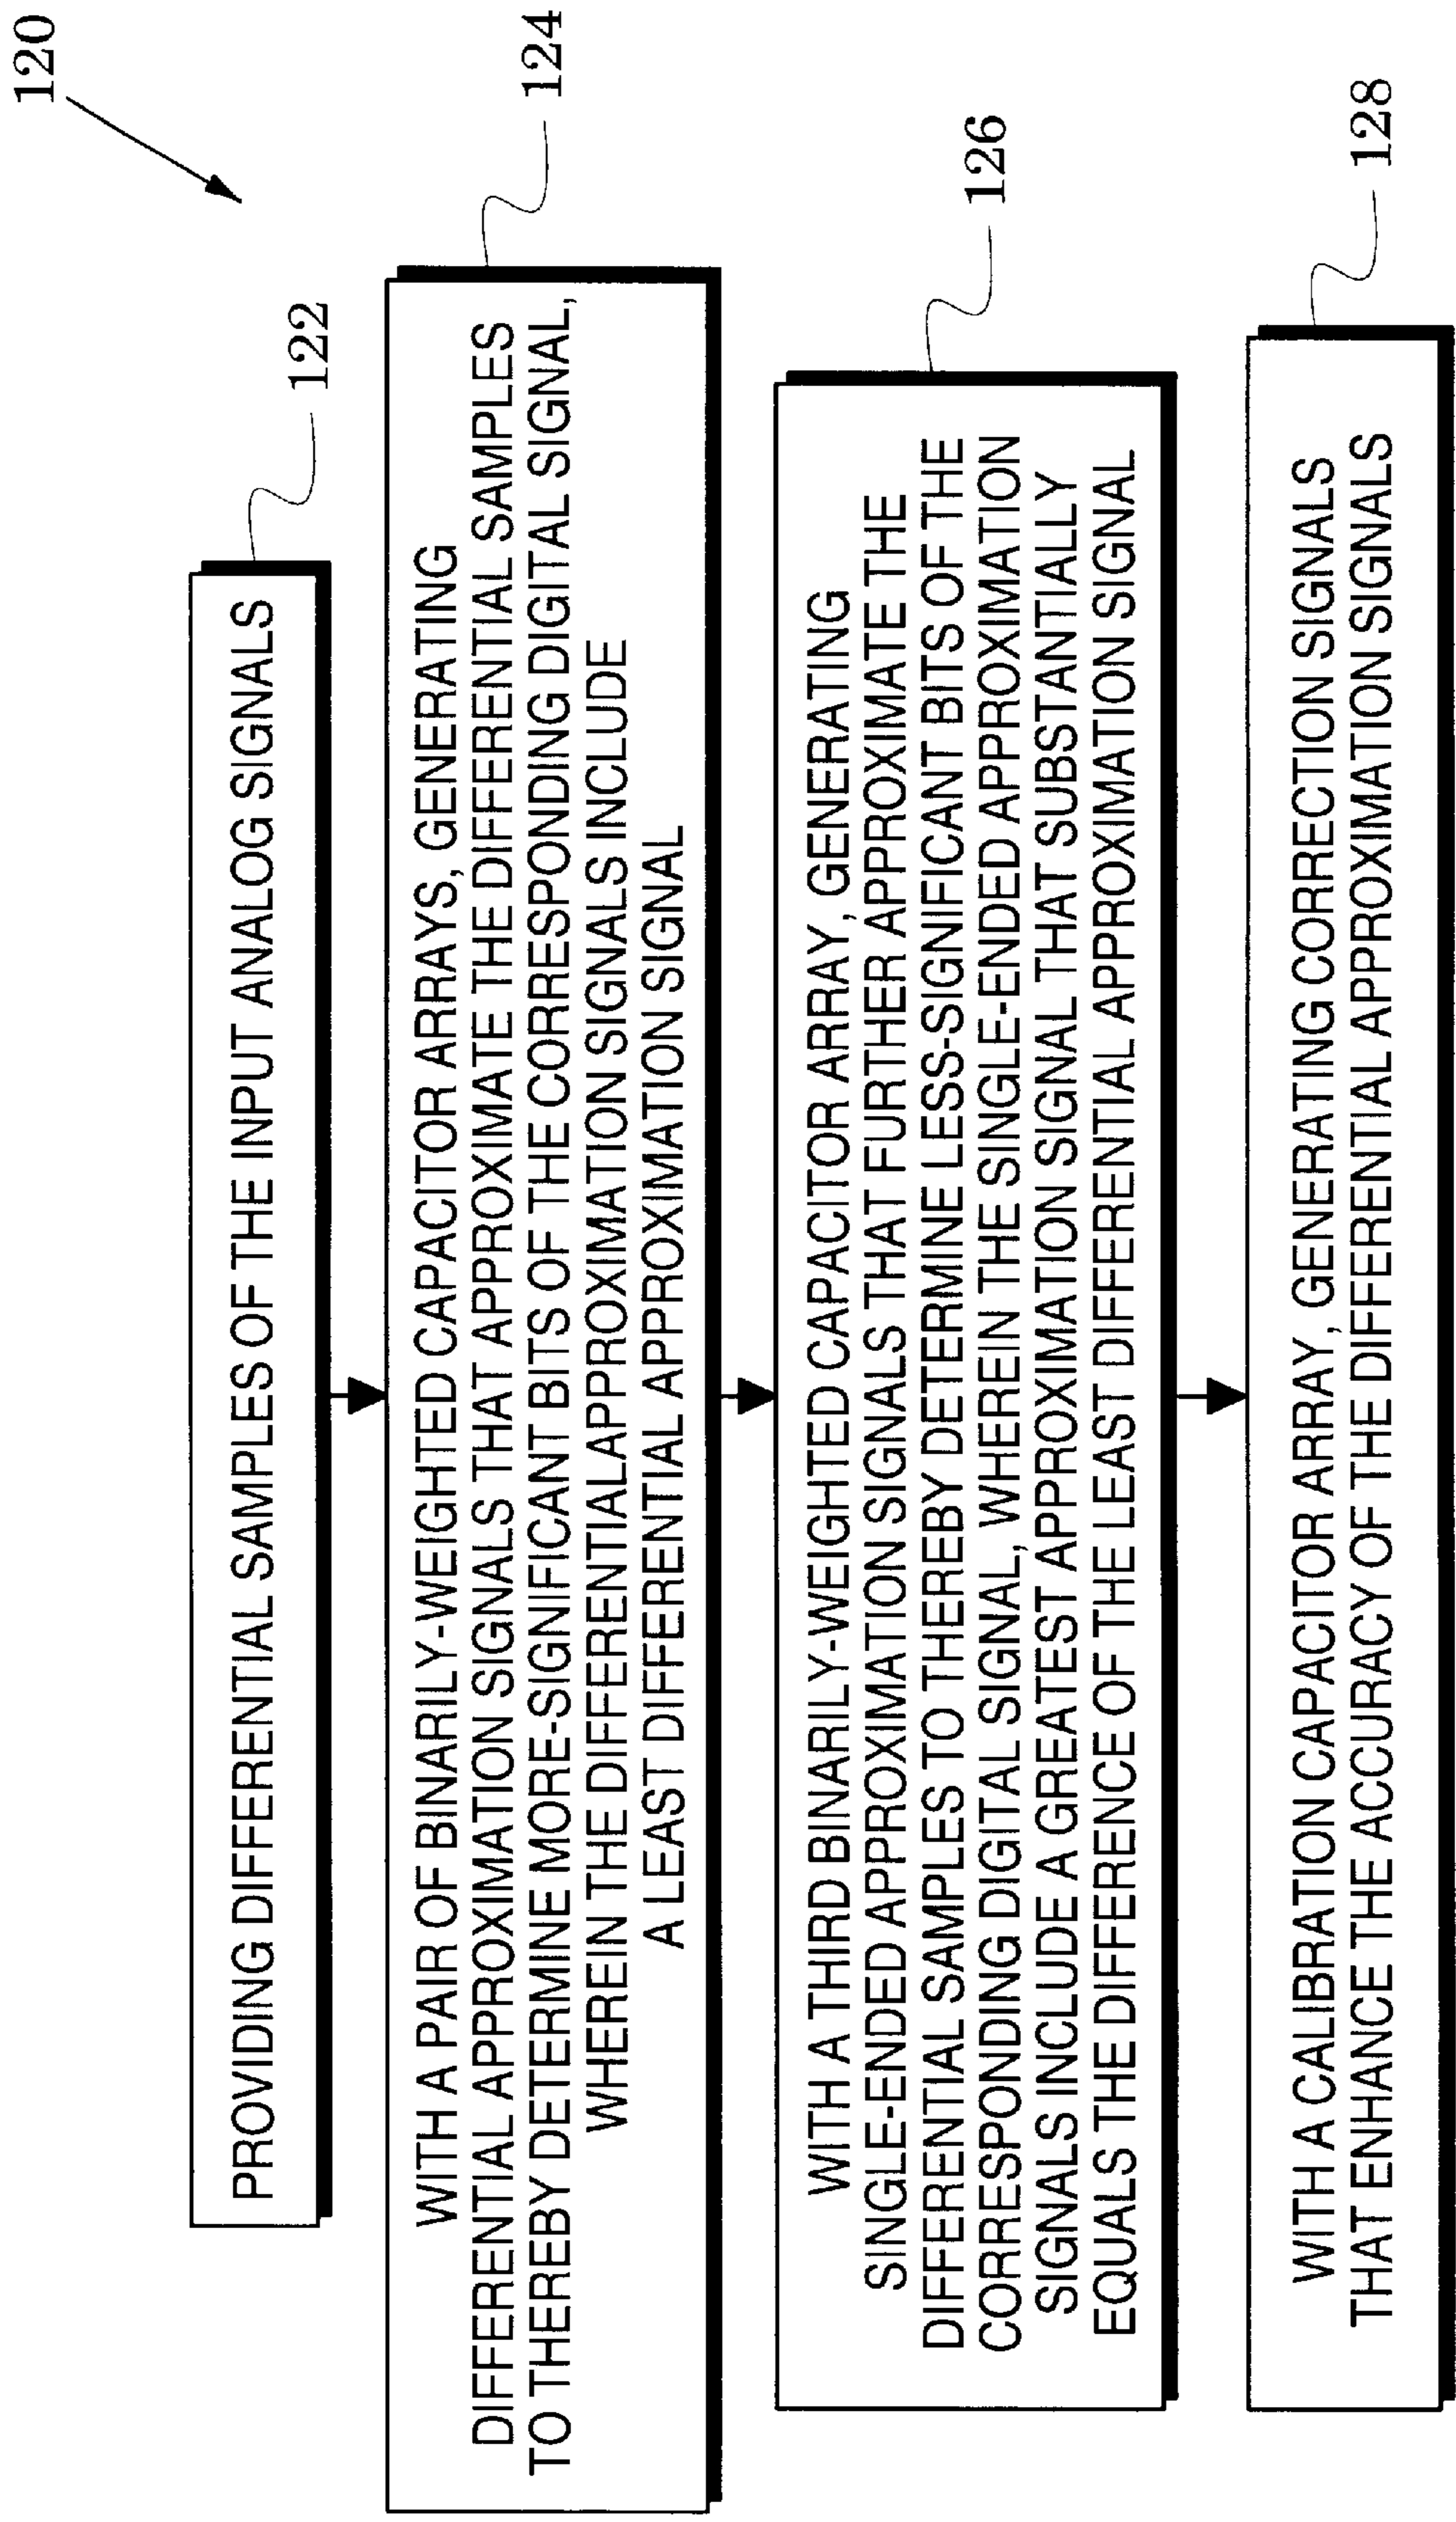 120
PROVIDING DIFFERENTIAL SAMPLES OF THE INPUT ANALOG SIGNALS
122
WITH A PAIR OF BINARILY-WEIGHTED CAPACITOR ARRAYS, GENERATING
DIFFERENTIAL APPROXIMATION SIGNALS THAT APPROXIMATE THE DIFFERENTIAL SAMPLES
TO THEREBY DETERMINE MORE-SIGNIFICANT BITS OF THE CORRESPONDING DIGITAL SIGNAL,
WHEREIN THE DIFFERENTIALAPPROXIMATION SIGNALS INCLUDE
A LEAST DIFFERENTIAL APPROXIMATION SIGNAL
124
WITH A THIRD BINARILY-WEIGHTED CAPACITOR ARRAY, GENERATING
SINGLE-ENDED APPROXIMATION SIGNALS THAT FURTHER APPROXIMATE THE
DIFFERENTIAL SAMPLES TO THEREBY DETERMINE LESS-SIGNIFICANT BITS OF THE
CORRESPONDING DIGITAL SIGNAL, WHEREIN THE SINGLE-ENDED APPROXIMATION
SIGNALS INCLUDE A GREATEST APPROXIMATION SIGNAL THAT SUBSTANTIALLY
EQUALS THE DIFFERENCE OF THE LEAST DIFFERENTIAL APPROXIMATION SIGNAL
126
WITH A CALIBRATION CAPACITOR ARRAY, GENERATING CORRECTION SIGNALS
THAT ENHANCE THE ACCURACY OF THE DIFFERENTIAL APPROXIMATION SIGNALS
128